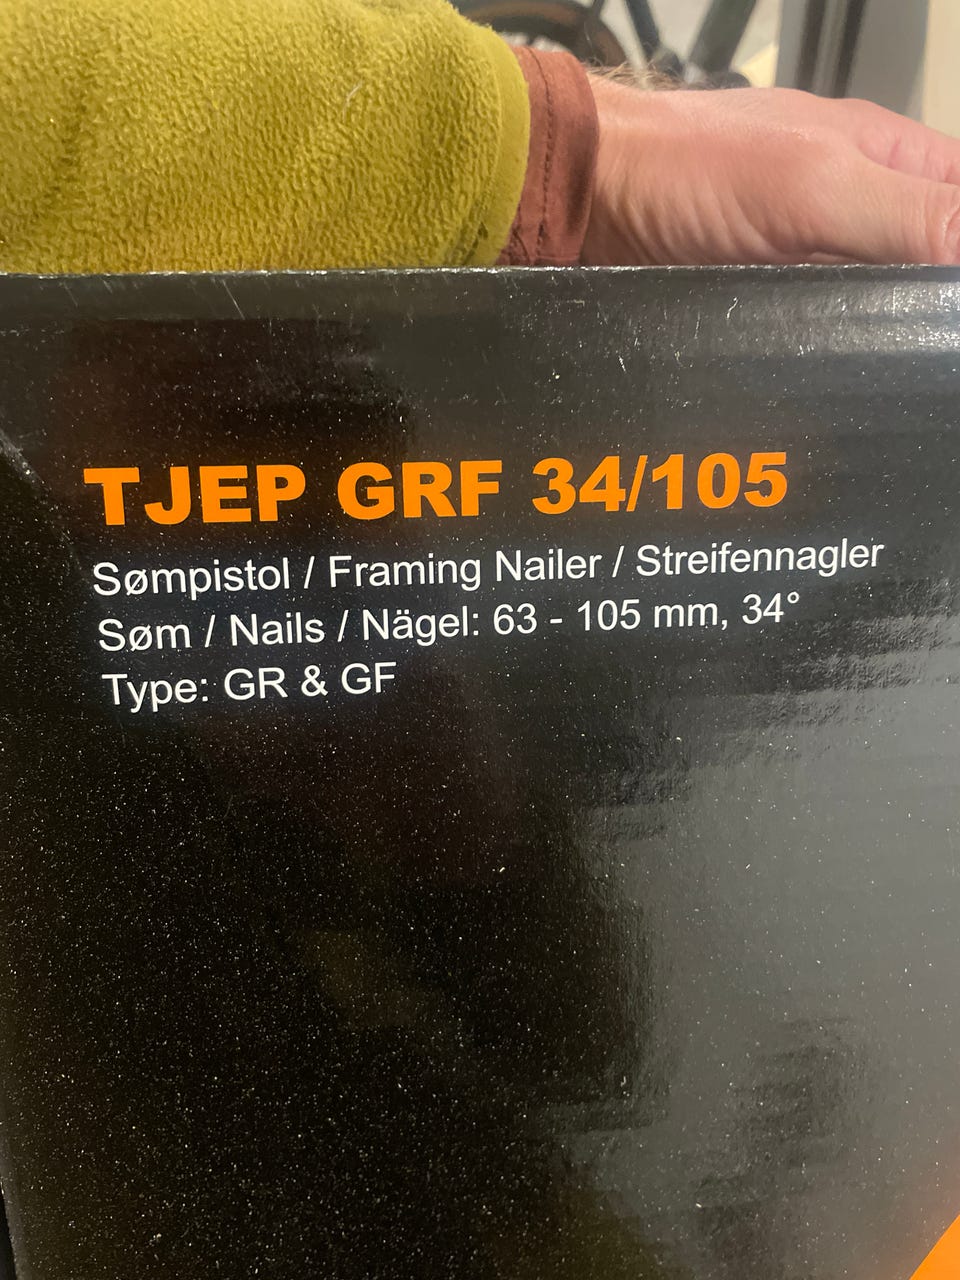 TJEP GRF 34/105
Sømpistol / Framing Nailer / Streifennagler
Søm / Nails / Nägel: 63 - 105 mm, 34°
Type: GR & GF